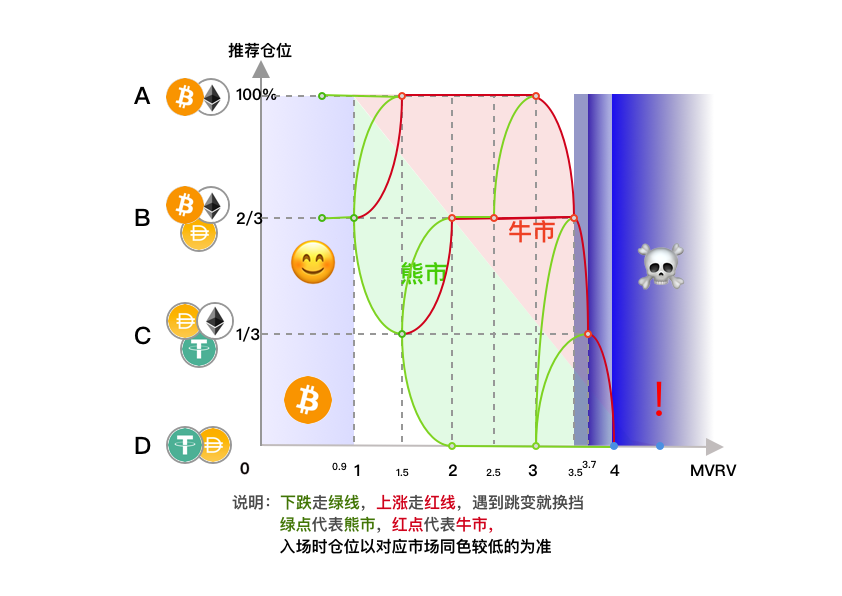 推荐仓位
A
100%
B
2/3
牛市
熊市
C
1/3
D
0
0.9
1
1.5
2
2.5
3
3.5
3.7
4
MVRV
!
说明：下跌走绿线，上涨走红线，遇到跳变就换挡
绿点代表熊市，红点代表牛市，
入场时仓位以对应市场同色较低的为准